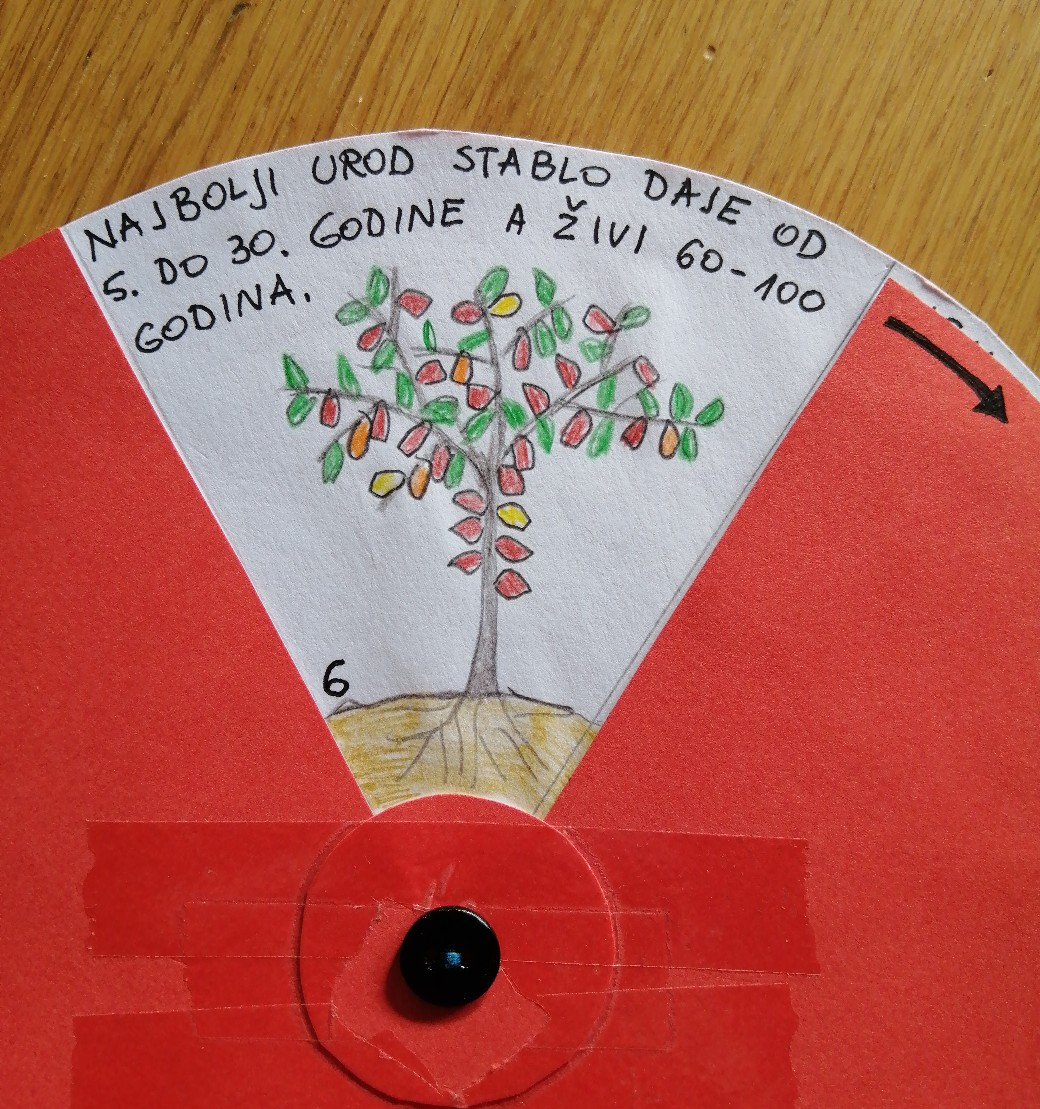 NAJBOLJI UROD STABLO DAJE OD
5. DO 30. GODINE A ŽIVI 60-100
GODINA.
6